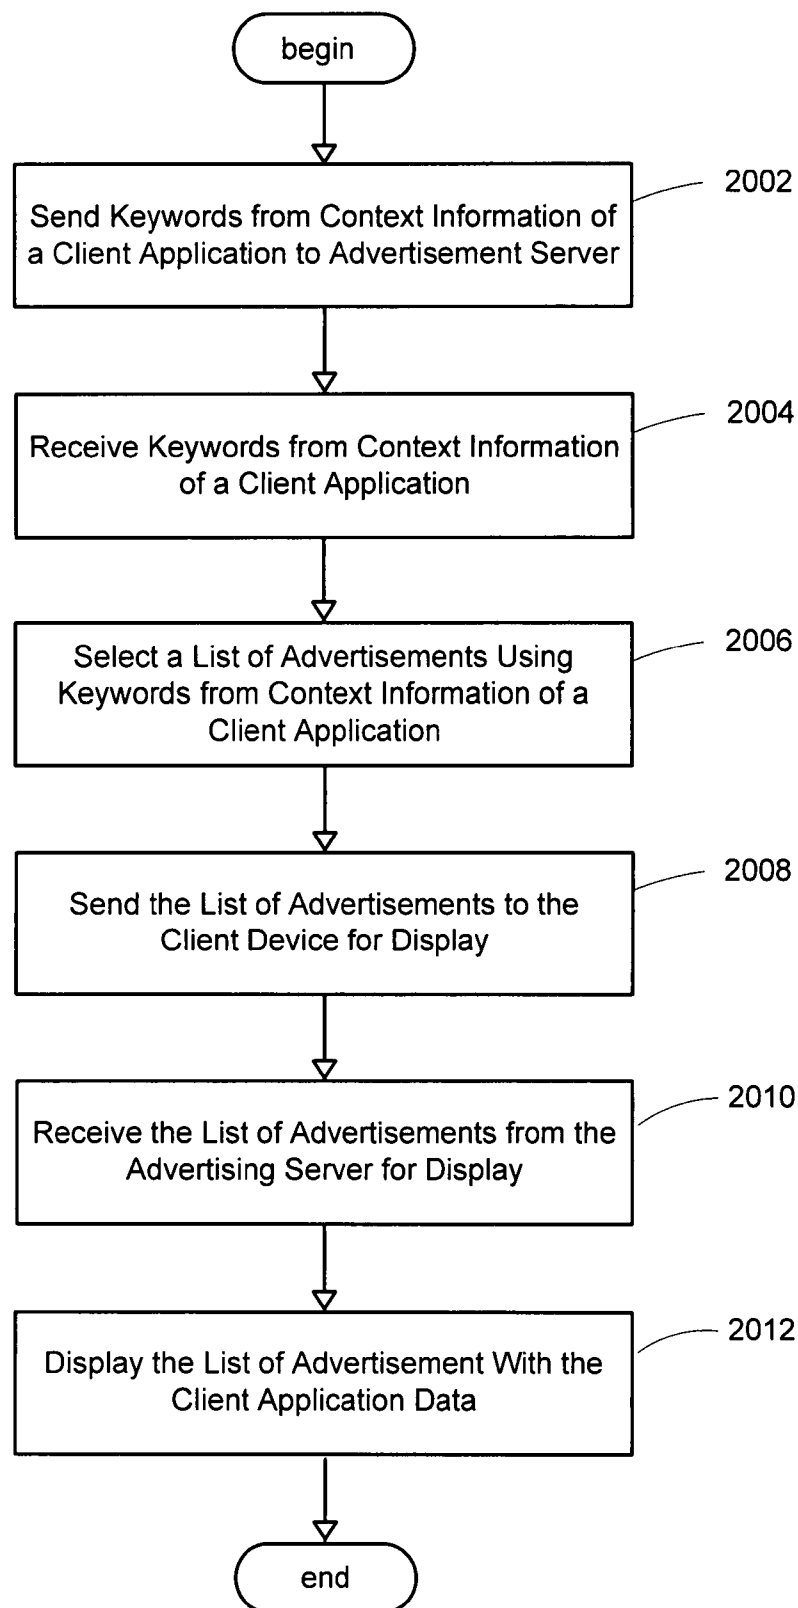 begin
2002
Send Keywords from Context Information of
a Client Application to Advertisement Server
2004
Receive Keywords from Context Information
of a Client Application
2006
Select a List of Advertisements Using
Keywords from Context Information of a
Client Application
2008
Send the List of Advertisements to the
Client Device for Display
2010
Receive the List of Advertisements from the
Advertising Server for Display
2012
Display the List of Advertisement With the
Client Application Data
end